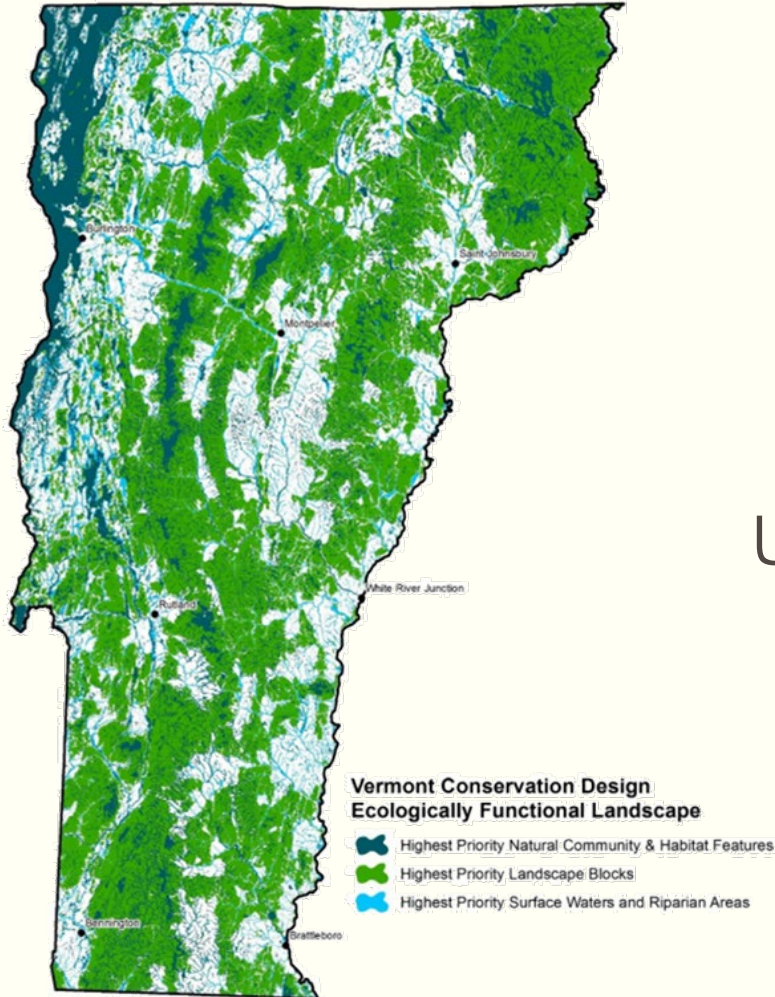 Burlington
Saint Johnsbury
Montpelier
White River Junction
Rutland
Vermont Conservation Design
Ecologically Functional Landscape
Highest Priority Natural Community & Habitat Features
Highest Priority Landscape Blocks
Highest Priority Surface Waters and Riparian Areas
Bennington
Brattleboro